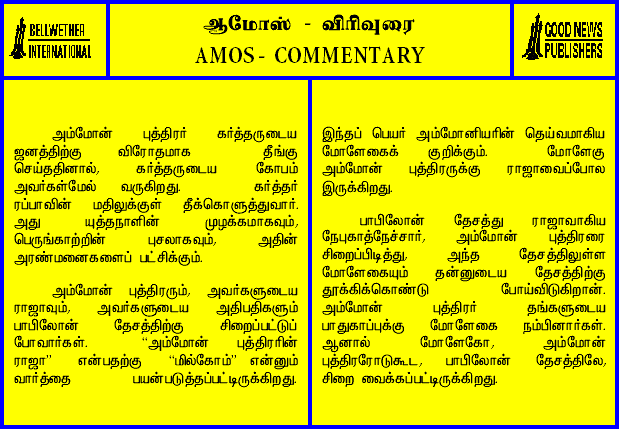 BELLWETHER
INTERNATIONAL
ஆமோஸ் - விரிவுரை
AMOS - COMMENTARY
GOOD NEWS
PUBLISHERS
அம்மோன் புத்திரர் கர்த்தருடைய
ஜனத்திற்கு விரோதமாக தீங்கு
செய்ததினால், கர்த்தருடைய கோபம்
அவர்கள்மேல் வருகிறது. கர்த்தர்
ரப்பாவின் மதிலுக்குள் தீக்கொளுத்துவார்.
அது யுத்தநாளின் முழக்கமாகவும்,
பெருங்காற்றின் புசலாகவும், அதின்
அரண்மனைகளைப் பட்சிக்கும்.
அம்மோன் புத்திரரும், அவர்களுடைய
ராஜாவும், அவர்களுடைய அதிபதிகளும்
பாபிலோன் தேசத்திற்கு சிறைப்பட்டுப்
போவார்கள். “அம்மோன் புத்திரரின்
ராஜா” என்பதற்கு “மில்கோம்” என்னும்
வார்த்தை பயன்படுத்தப்பட்டிருக்கிறது.
இந்தப் பெயர் அம்மோனியரின் தெய்வமாகிய
மோளேகைக் குறிக்கும். மோளேகு
அம்மோன் புத்திரருக்கு ராஜாவைப்போல
இருக்கிறது.
பாபிலோன் தேசத்து ராஜாவாகிய
நேபுகாத்நேச்சார், அம்மோன் புத்திரரை
சிறைப்பிடித்து, அந்த தேசத்திலுள்ள
மோளேகையும் தன்னுடைய தேசத்திற்கு
தூக்கிக்கொண்டு போய்விடுகிறான்.
அம்மோன் புத்திரர் தங்களுடைய
பாதுகாப்புக்கு மோளேகை நம்பினார்கள்.
ஆனால் மோளேகோ, அம்மோன்
புத்திரரோடுகூட, பாபிலோன் தேசத்திலே,
சிறை வைக்கப்பட்டிருக்கிறது.